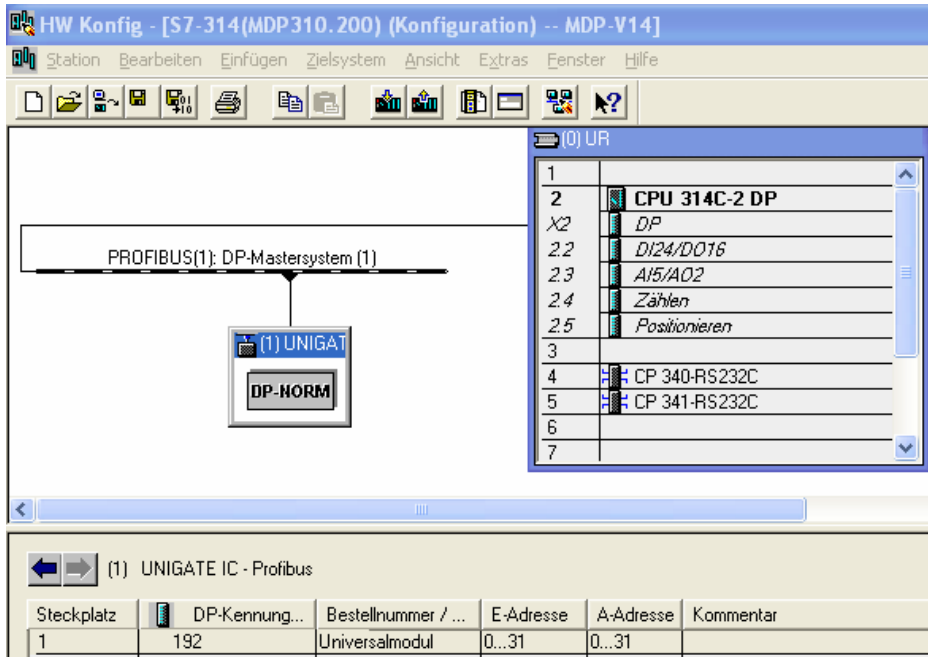 HW Konfig - [S7-314(MDP310.200) (Konfiguration) -- MDP-V14]
Station Bearbeiten Einfügen Zielsystem Ansicht Extras Fenster Hilfe
(0) UR
1
2 CPU 314C-2 DP
X2 DP
2.2 DI24/DO16
2.3 AI5/AO2
2.4 Zählen
2.5 Positionieren
3
4 CP 340-RS232C
5 CP 341-RS232C
6
7
PROFIBUS(1): DP-Mastersystem (1)
(1) UNIGAT
DP-NORM
(1) UNIGATE IC - Profibus
Steckplatz DP-Kennung... Bestellnummer / ... E-Adresse A-Adresse Kommentar
1 192 Universalmodul 0...31 0...31